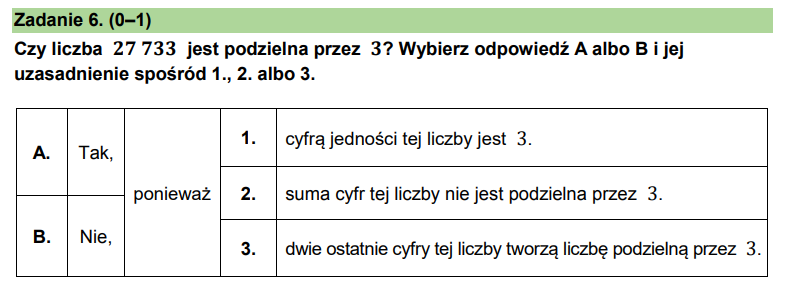 Zadanie 6. (0–1)
Czy liczba 27 733 jest podzielna przez 3? Wybierz odpowiedź A albo B i jej
uzasadnienie spośród 1., 2. albo 3.
A. Tak,
B. Nie,
ponieważ
1. cyfrą jedności tej liczby jest 3.
2. suma cyfr tej liczby nie jest podzielna przez 3.
3. dwie ostatnie cyfry tej liczby tworzą liczbę podzielną przez 3.